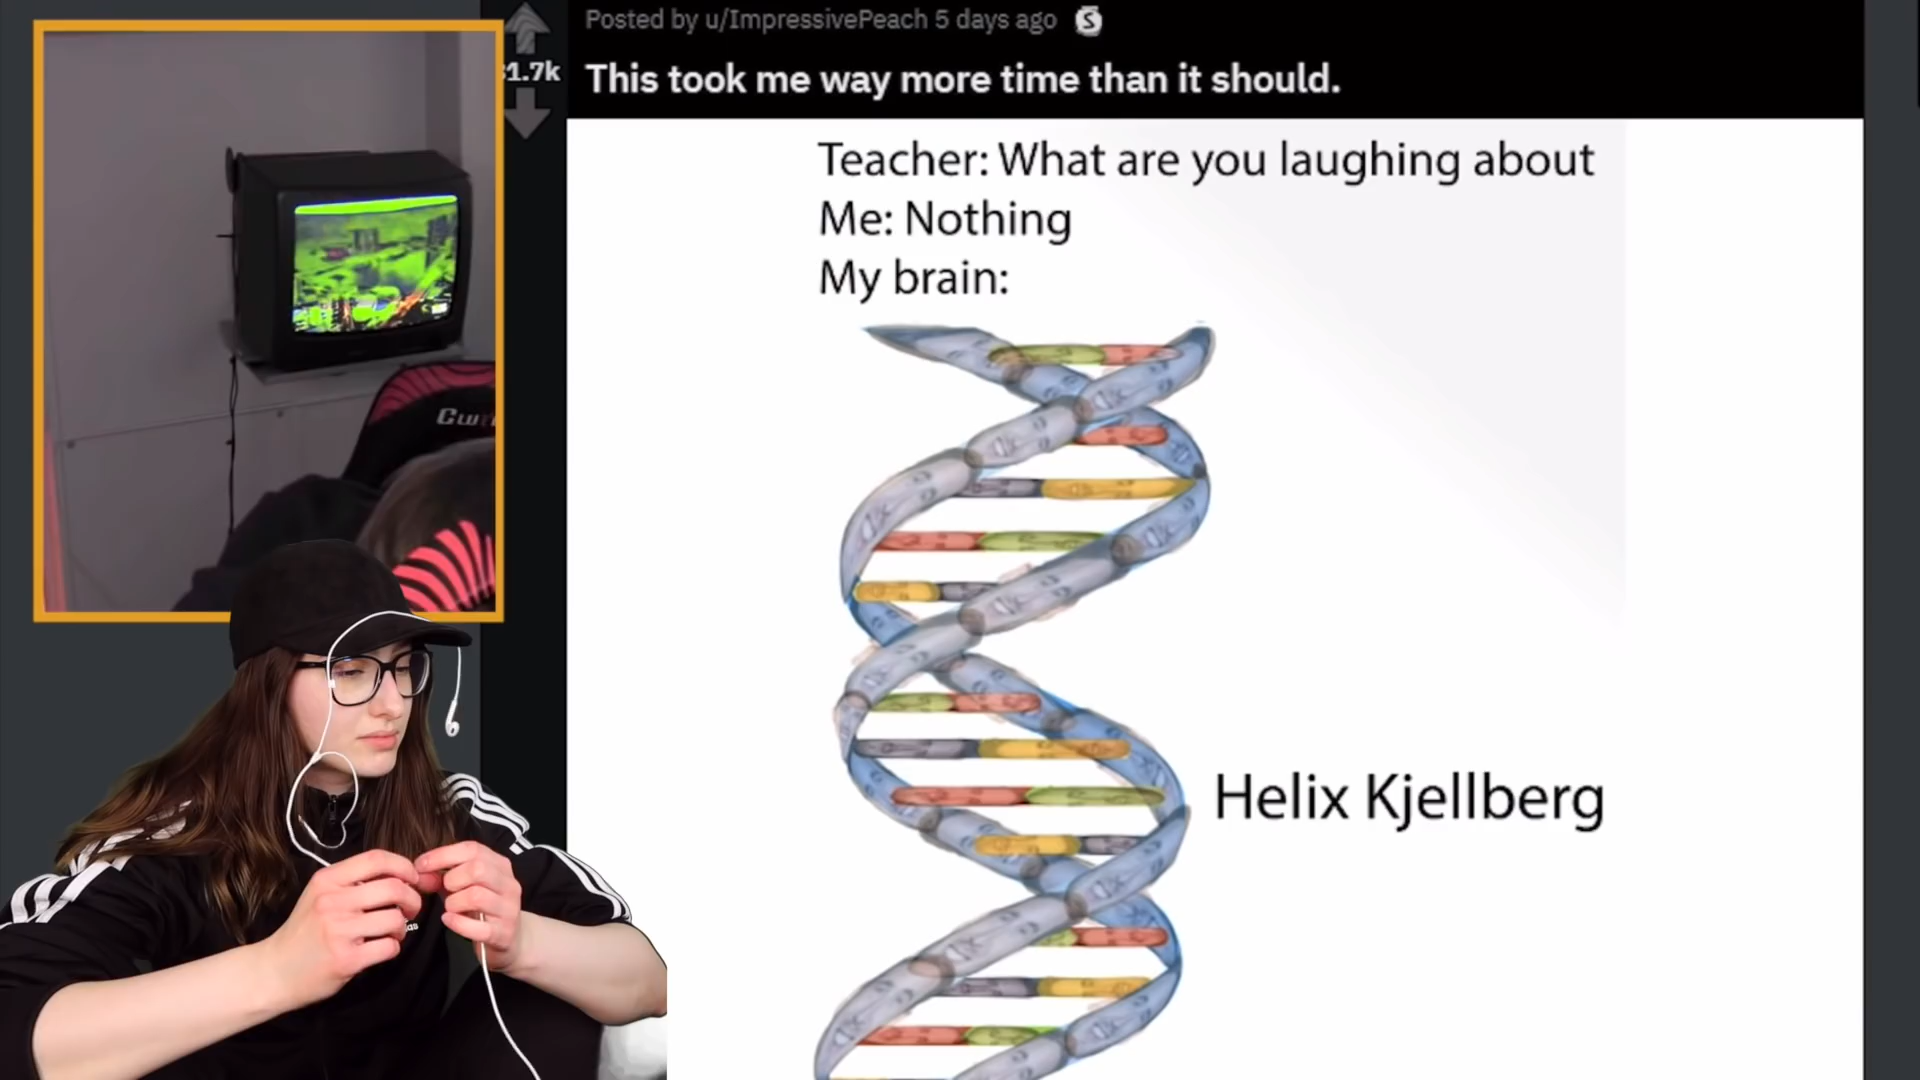 Posted by u/ImpressivePeach 5 days ago
1.7k
This took me way more time than it should.
Teacher: What are you laughing about
Me: Nothing
My brain:
Helix Kjellberg